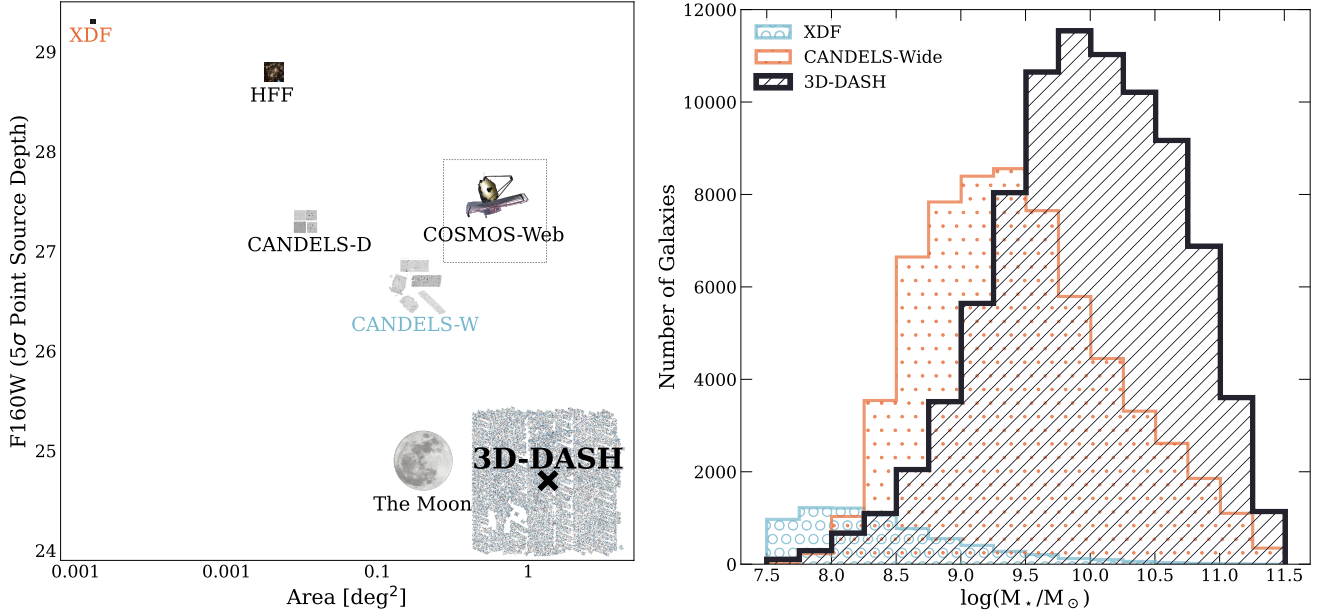 XDF
HFF
CANDELS-D
COSMOS-Web
CANDELS-W
3D-DASH
The Moon
F160W (5σ Point Source Depth)
29
28
27
26
25
24
0.001
0.001
0.1
1
Area [deg²]
XDF
CANDELS-Wide
3D-DASH
Number of Galaxies
12000
10000
8000
6000
4000
2000
0
7.5
8.0
8.5
9.0
9.5
10.0
10.5
11.0
11.5
log(M⋆/M⊙)